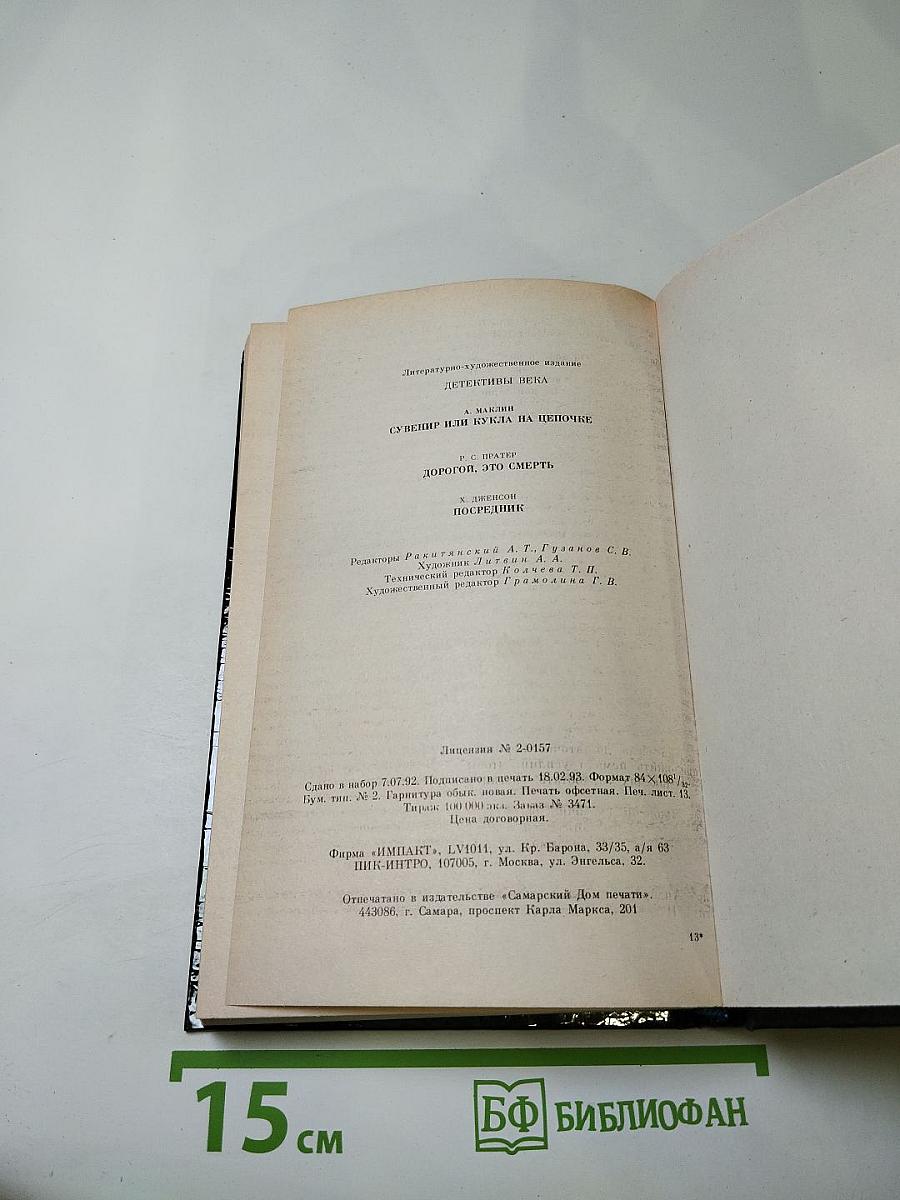 Литературно-художественное издание
ДЕТЕКТИВЫ ВЕКА
А. МАКЛИН
СУВЕНИР ИЛИ КУКЛА НА ЦЕПОЧКЕ
Р. С. ПРАТЕР
ДОРОГОЙ, ЭТО СМЕРТЬ
Х. ДЖЕНСОН
ПОСРЕДНИК
Редакторы Ракитянский А. Т., Гузанов С. В.
Художник Литвин А. А.
Технический редактор Колчева Т. П.
Художественный редактор Грамолина Г. В.
Лицензия № 2-0157
Сдано в набор 7.07.92. Подписано в печать 18.02.93. Формат 84×108¹/₃₂.
Бум. тип. № 2. Гарнитура обык. новая. Печать офсетная. Печ. лист. 13.
Тираж 100 000 экз. Заказ № 3471.
Цена договорная.
Фирма «ИМПАКТ», LV1011, ул. Кр. Барона, 33/35, а/я 63
ПИК-ИНТРО, 107005, г. Москва, ул. Энгельса, 32.
Отпечатано в издательстве «Самарский Дом печати».
443086, г. Самара, проспект Карла Маркса, 201
13*
15 см
БФ БИБЛИОФАН